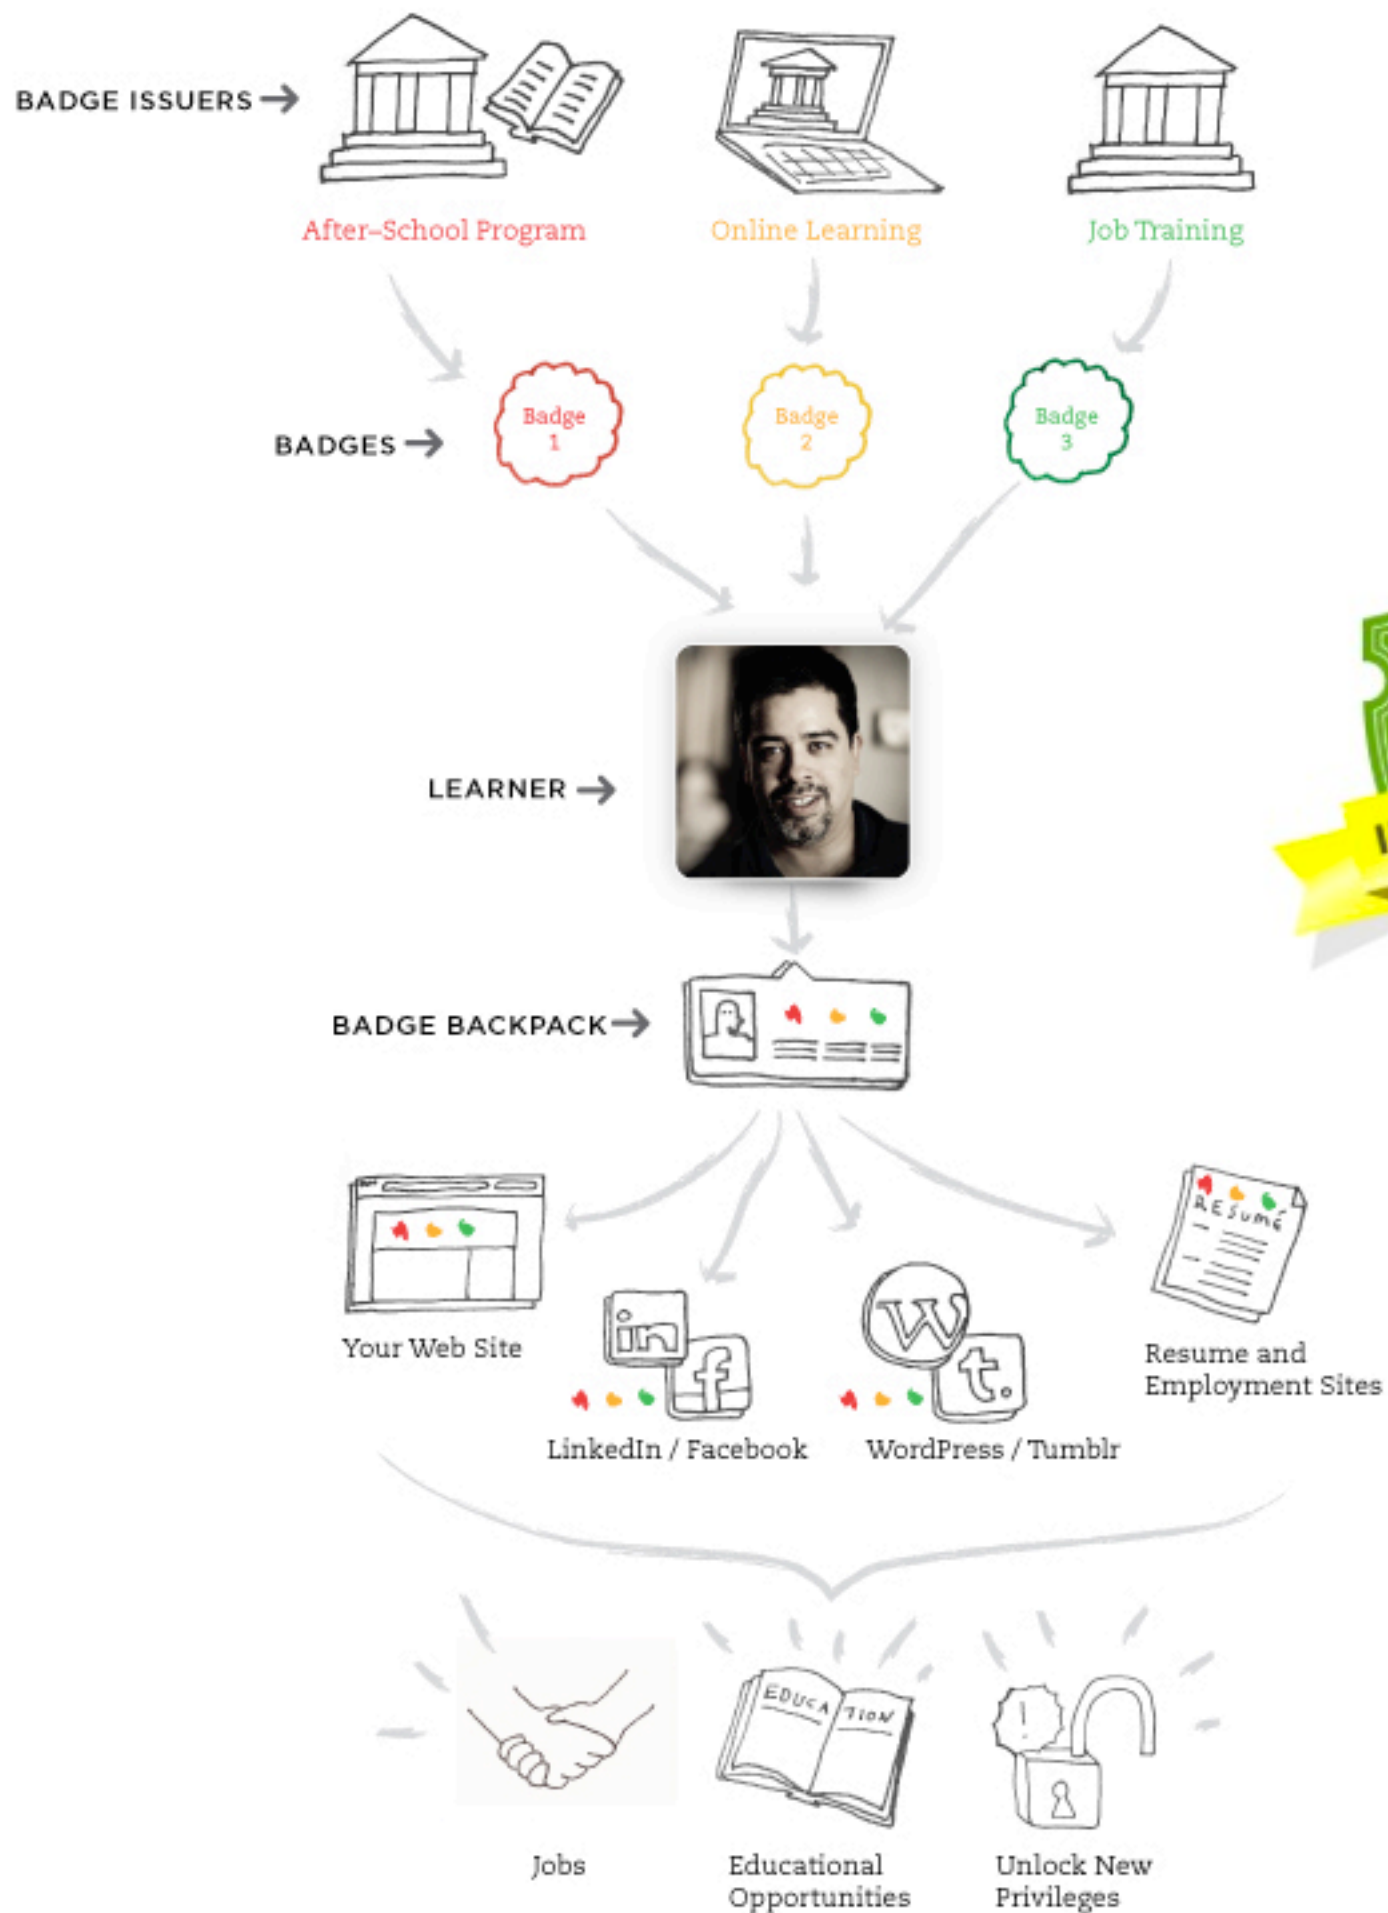 BADGE ISSUERS
After–School Program
Online Learning
Job Training
BADGES
Badge
1
Badge
2
Badge
3
LEARNER
BADGE BACKPACK
RESUMÉ
Your Web Site
in
f
W
t.
Resume and
Employment Sites
LinkedIn / Facebook
WordPress / Tumblr
EDUCATION
!
Jobs
Educational
Opportunities
Unlock New
Privileges